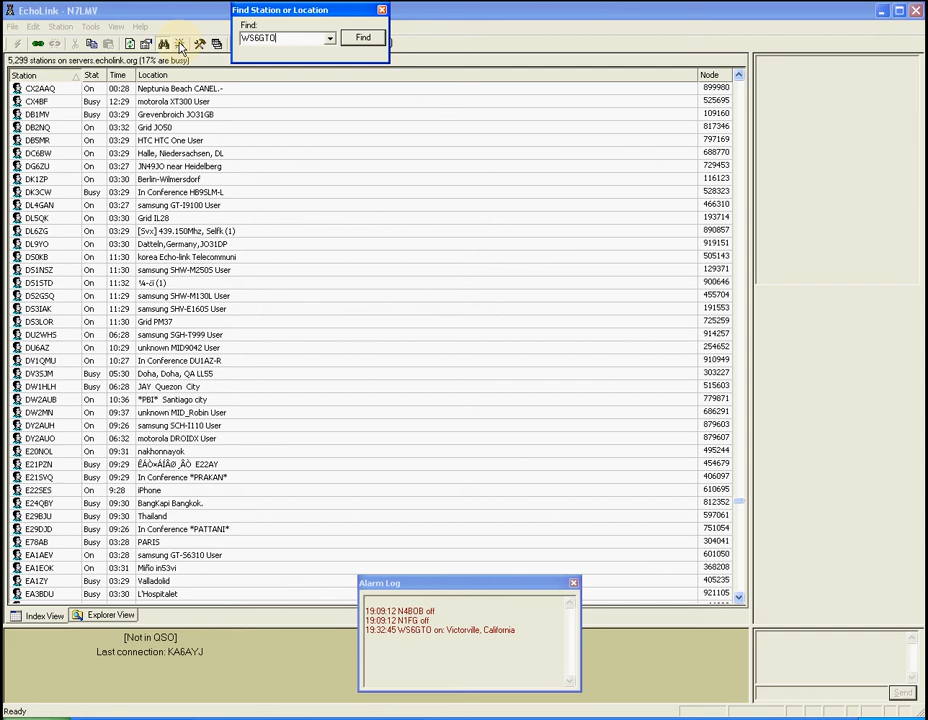 EchoLink - N7LMV
File Edit Station Tools View Help
Find Station or Location
Find:
WS6GTO
Find
5,299 stations on servers.echolink.org (17% are busy)
Station Stat Time Location Node
CX2AAQ On 00:28 Neptunia Beach CANEL.- 899980
CX4BF Busy 12:29 motorola XT300 User 525695
DB1MV Busy 03:29 Grevenbroich JO31GB 109160
DB2NQ On 03:32 Grid JO50 817346
DB5MR On 03:29 HTC HTC One User 797169
DC6BW On 03:29 Halle, Niedersachsen, DL 688770
DG6ZU On 03:27 JN49JO near Heidelberg 729453
DK1ZP On 03:30 Berlin-Wilmersdorf 116123
DK3CW Busy 03:29 In Conference HB9SLM-L 528323
DL4GAN On 03:27 samsung GT-I9100 User 466310
DL5QK On 03:30 Grid IL28 193714
DL6ZG On 03:29 [Svx] 439.150Mhz, Selfk (1) 890857
DL9YO On 03:30 Datteln,Germany,JO31DP 919151
DS0KB On 11:30 korea Echo-link Telecommuni 505143
DS1NSZ On 11:30 samsung SHW-M250S User 129371
DS1STD On 11:32 (1) 900646
DS2GSQ On 11:29 samsung SHW-M130L User 455704
DS3IAK On 11:29 samsung SHV-E160S User 191553
DS3LOR On 11:30 Grid PM37 725259
DU2WHS On 06:28 samsung SGH-T999 User 914257
DU6AZ On 10:29 unknown MID9042 User 254652
DV1QMU On 10:27 In Conference DU1AZ-R 910949
DV3SJM Busy 05:30 Doha, Doha, QA LL55 303227
DW1HLH Busy 06:28 JAY Quezon City 515603
DW2AUB On 10:36 *PBI* Santiago city 779871
DW2MN On 09:37 unknown MID_Robin User 686291
DY2AUH On 09:34 samsung SCH-I110 User 879603
DY2AUO On 06:32 motorola DROIDX User 879607
E20NOL On 09:31 nakhonnayok 495244
E21PZN Busy 09:29 E22AY 454679
E21SVQ Busy 09:29 In Conference *PRAKAN* 406097
E22SES On 9:28 iPhone 610695
E24QBY Busy 09:30 BangKapi Bangkok. 812352
E29BJU Busy 09:30 Thailand 597061
E29DJD Busy 09:26 In Conference *PATTANI* 751054
E78AB Busy 03:28 PARIS 304041
EA1AEV On 03:28 samsung GT-S6310 User 601050
EA1EOK On 03:31 Miño in53vi 368208
EA1ZY Busy 03:29 Valladolid 405235
EA3BDU Busy 03:29 L'Hospitalet 921105
Index View Explorer View
Alarm Log
19:09:12 N4BOB off
19:09:12 N1FG off
19:32:45 WS6GTO on: Victorville, California
[Not in QSO]
Last connection: KA6AYJ
Send
Ready